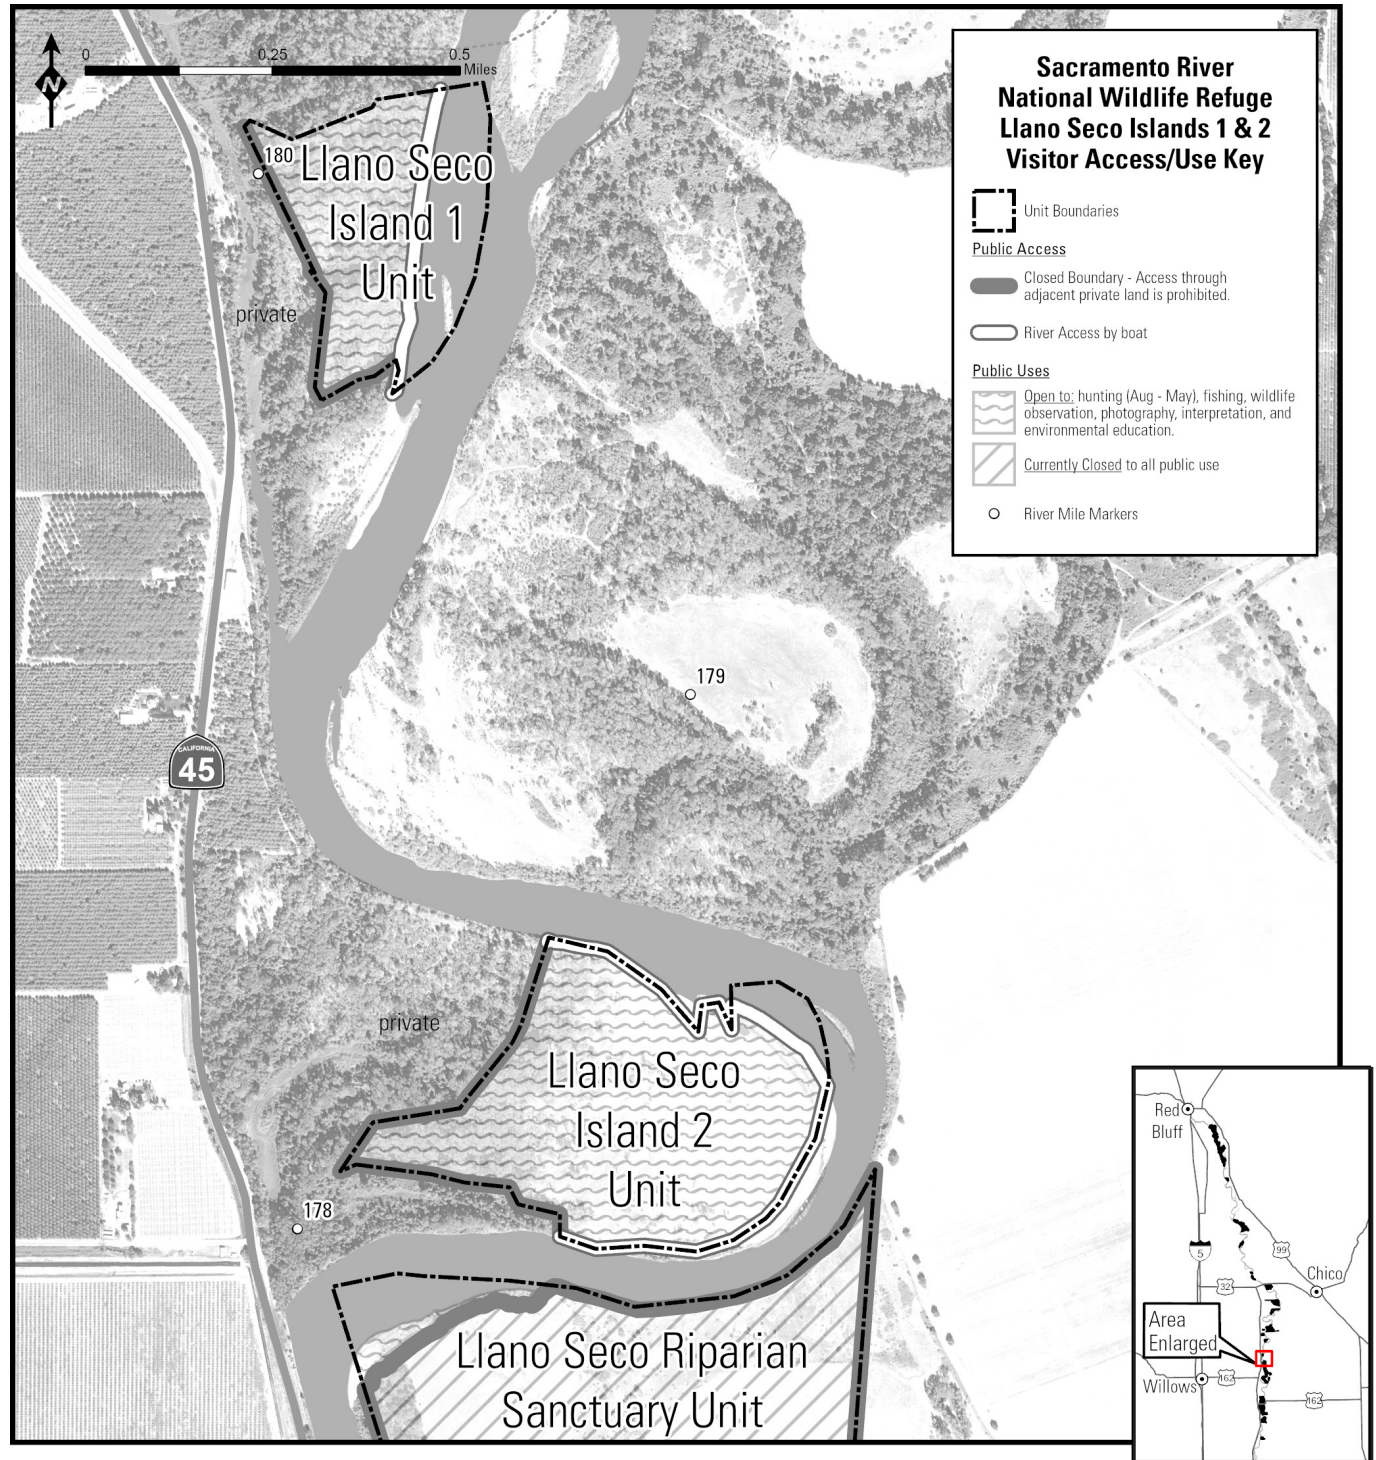 N
0 0.25 0.5
Miles
Sacramento River
National Wildlife Refuge
Llano Seco Islands 1 & 2
Visitor Access/Use Key
Unit Boundaries
Public Access
Closed Boundary - Access through
adjacent private land is prohibited.
River Access by boat
Public Uses
Open to: hunting (Aug - May), fishing, wildlife
observation, photography, interpretation, and
environmental education.
Currently Closed to all public use
River Mile Markers
180
Llano Seco
Island 1
Unit
private
179
CALIFORNIA
45
private
Llano Seco
Island 2
Unit
178
Llano Seco Riparian
Sanctuary Unit
Red
Bluff
5
99
32
Chico
Area
Enlarged
Willows
162
162